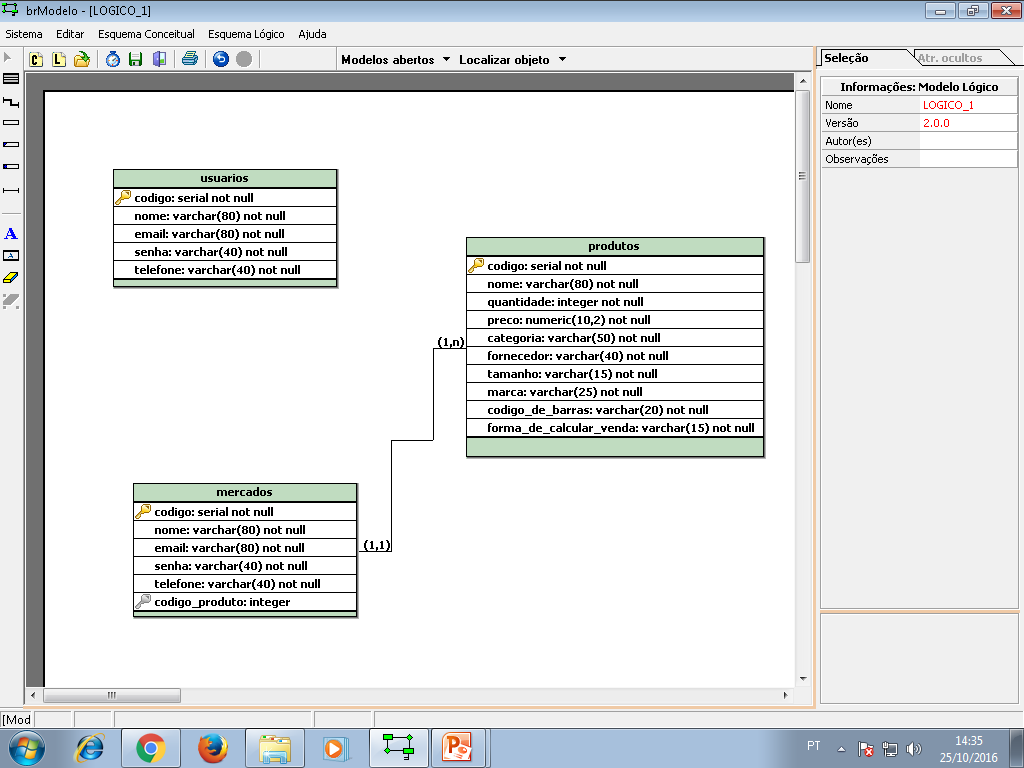 brModelo - [LOGICO_1]
Sistema Editar Esquema Conceitual Esquema Lógico Ajuda
C L Modelos abertos Localizar objeto
Seleção Atr. ocultos
Informações: Modelo Lógico
Nome LOGICO_1
Versão 2.0.0
Autor(es)
Observações
usuarios
codigo: serial not null
nome: varchar(80) not null
email: varchar(80) not null
senha: varchar(40) not null
telefone: varchar(40) not null
produtos
codigo: serial not null
nome: varchar(80) not null
quantidade: integer not null
preco: numeric(10,2) not null
categoria: varchar(50) not null
fornecedor: varchar(40) not null
tamanho: varchar(15) not null
marca: varchar(25) not null
codigo_de_barras: varchar(20) not null
forma_de_calcular_venda: varchar(15) not null
(1,n)
(1,1)
mercados
codigo: serial not null
nome: varchar(80) not null
email: varchar(80) not null
senha: varchar(40) not null
telefone: varchar(40) not null
codigo_produto: integer
A
A
[Mod
PT
14:35
25/10/2016